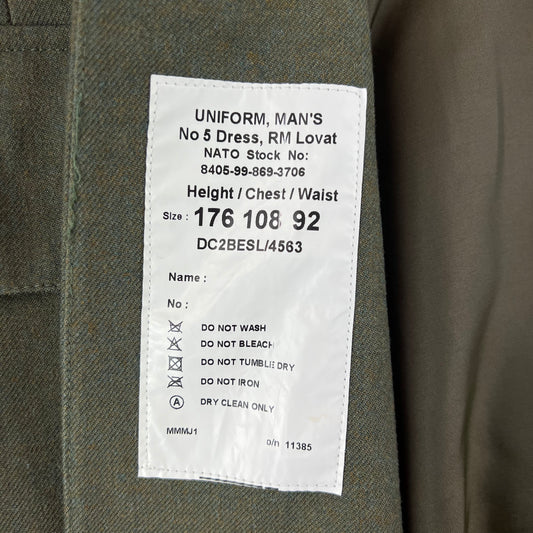 UNIFORM, MAN'S
No 5 Dress, RM Lovat
NATO Stock No:
8405-99-869-3706
Height / Chest / Waist
Size : 176 108 92
DC2BESL/4563
Name :
No :
DO NOT WASH
DO NOT BLEACH
DO NOT TUMBLE DRY
DO NOT IRON
A DRY CLEAN ONLY
MMMJ1 o/n 11385